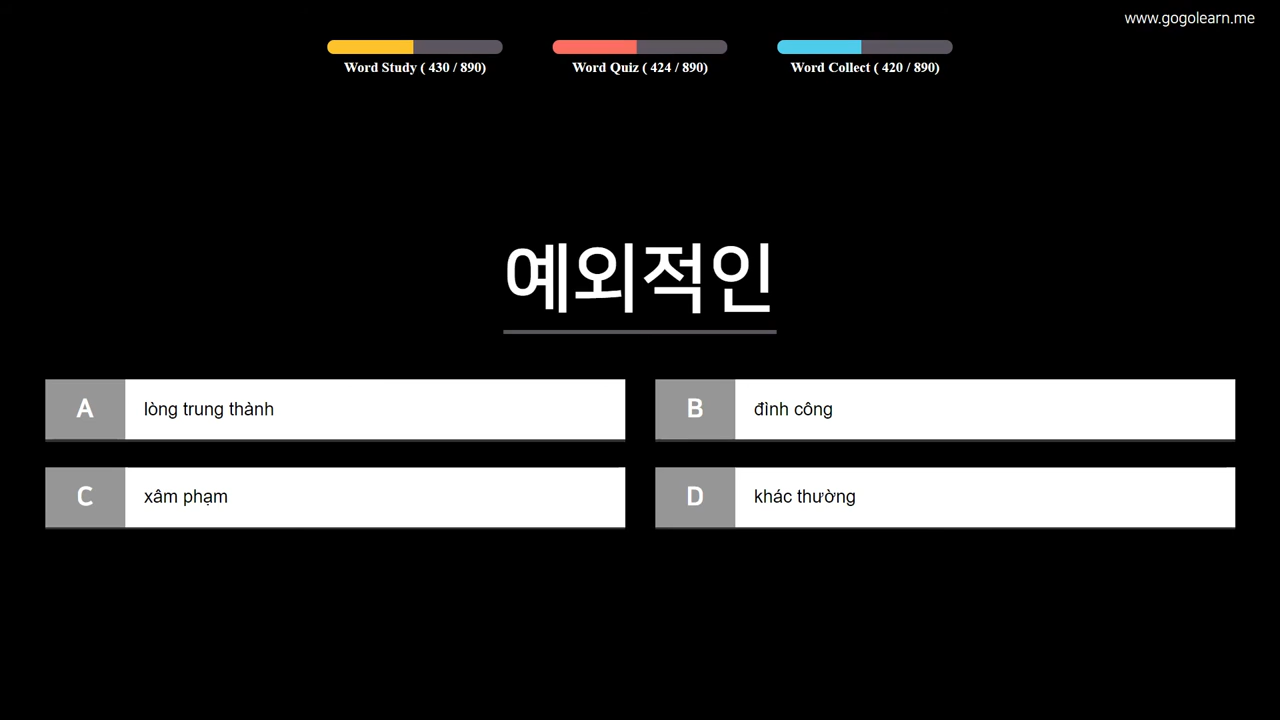 www.gogolearn.me
Word Study ( 430 / 890)
Word Quiz ( 424 / 890)
Word Collect ( 420 / 890)
예외적인
A lòng trung thành
B đình công
C xâm phạm
D khác thường